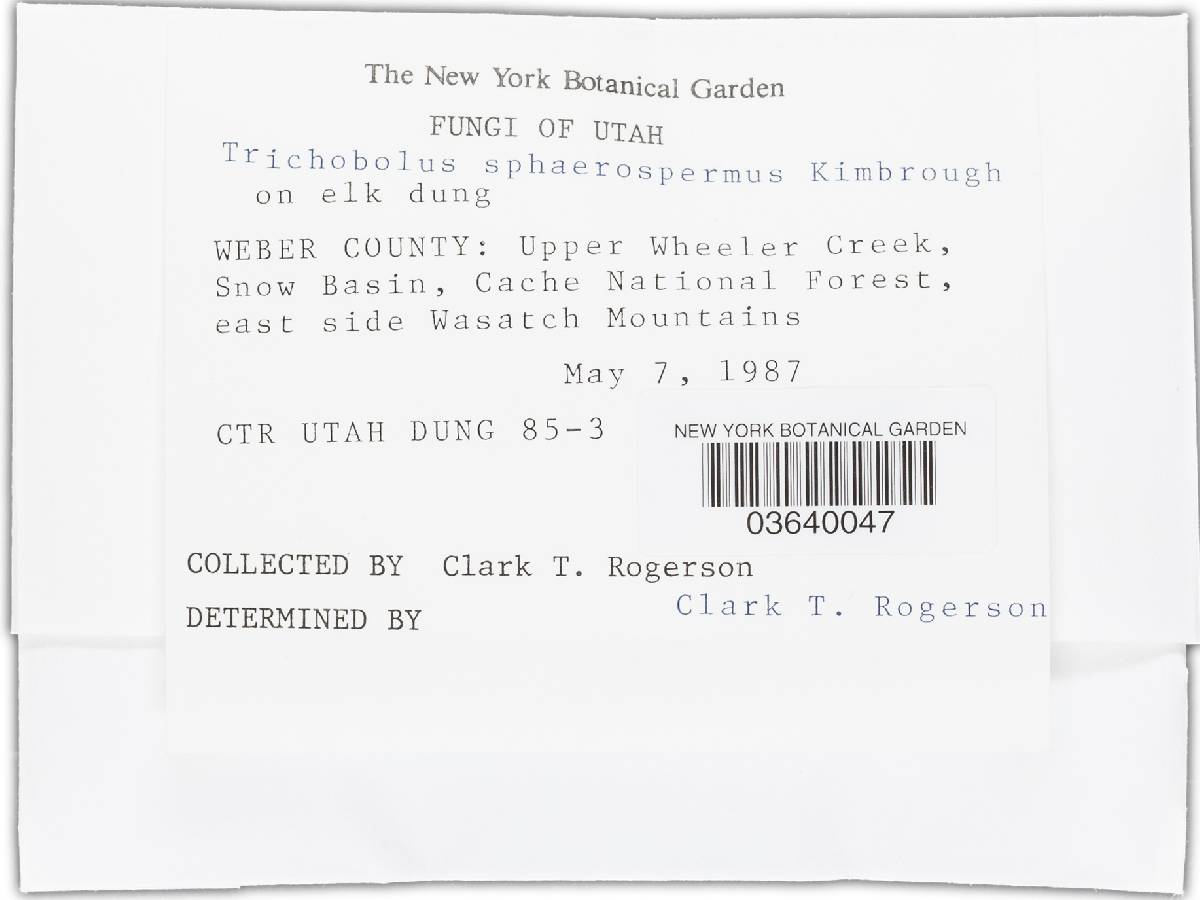 The New York Botanical Garden
FUNGI OF UTAH
Trichobolus sphaerospermus Kimbrough
on elk dung
WEBER COUNTY: Upper Wheeler Creek,
Snow Basin, Cache National Forest,
east side Wasatch Mountains
May 7, 1987
CTR UTAH DUNG 85-3
NEW YORK BOTANICAL GARDEN
03640047
COLLECTED BY Clark T. Rogerson
DETERMINED BY Clark T. Rogerson